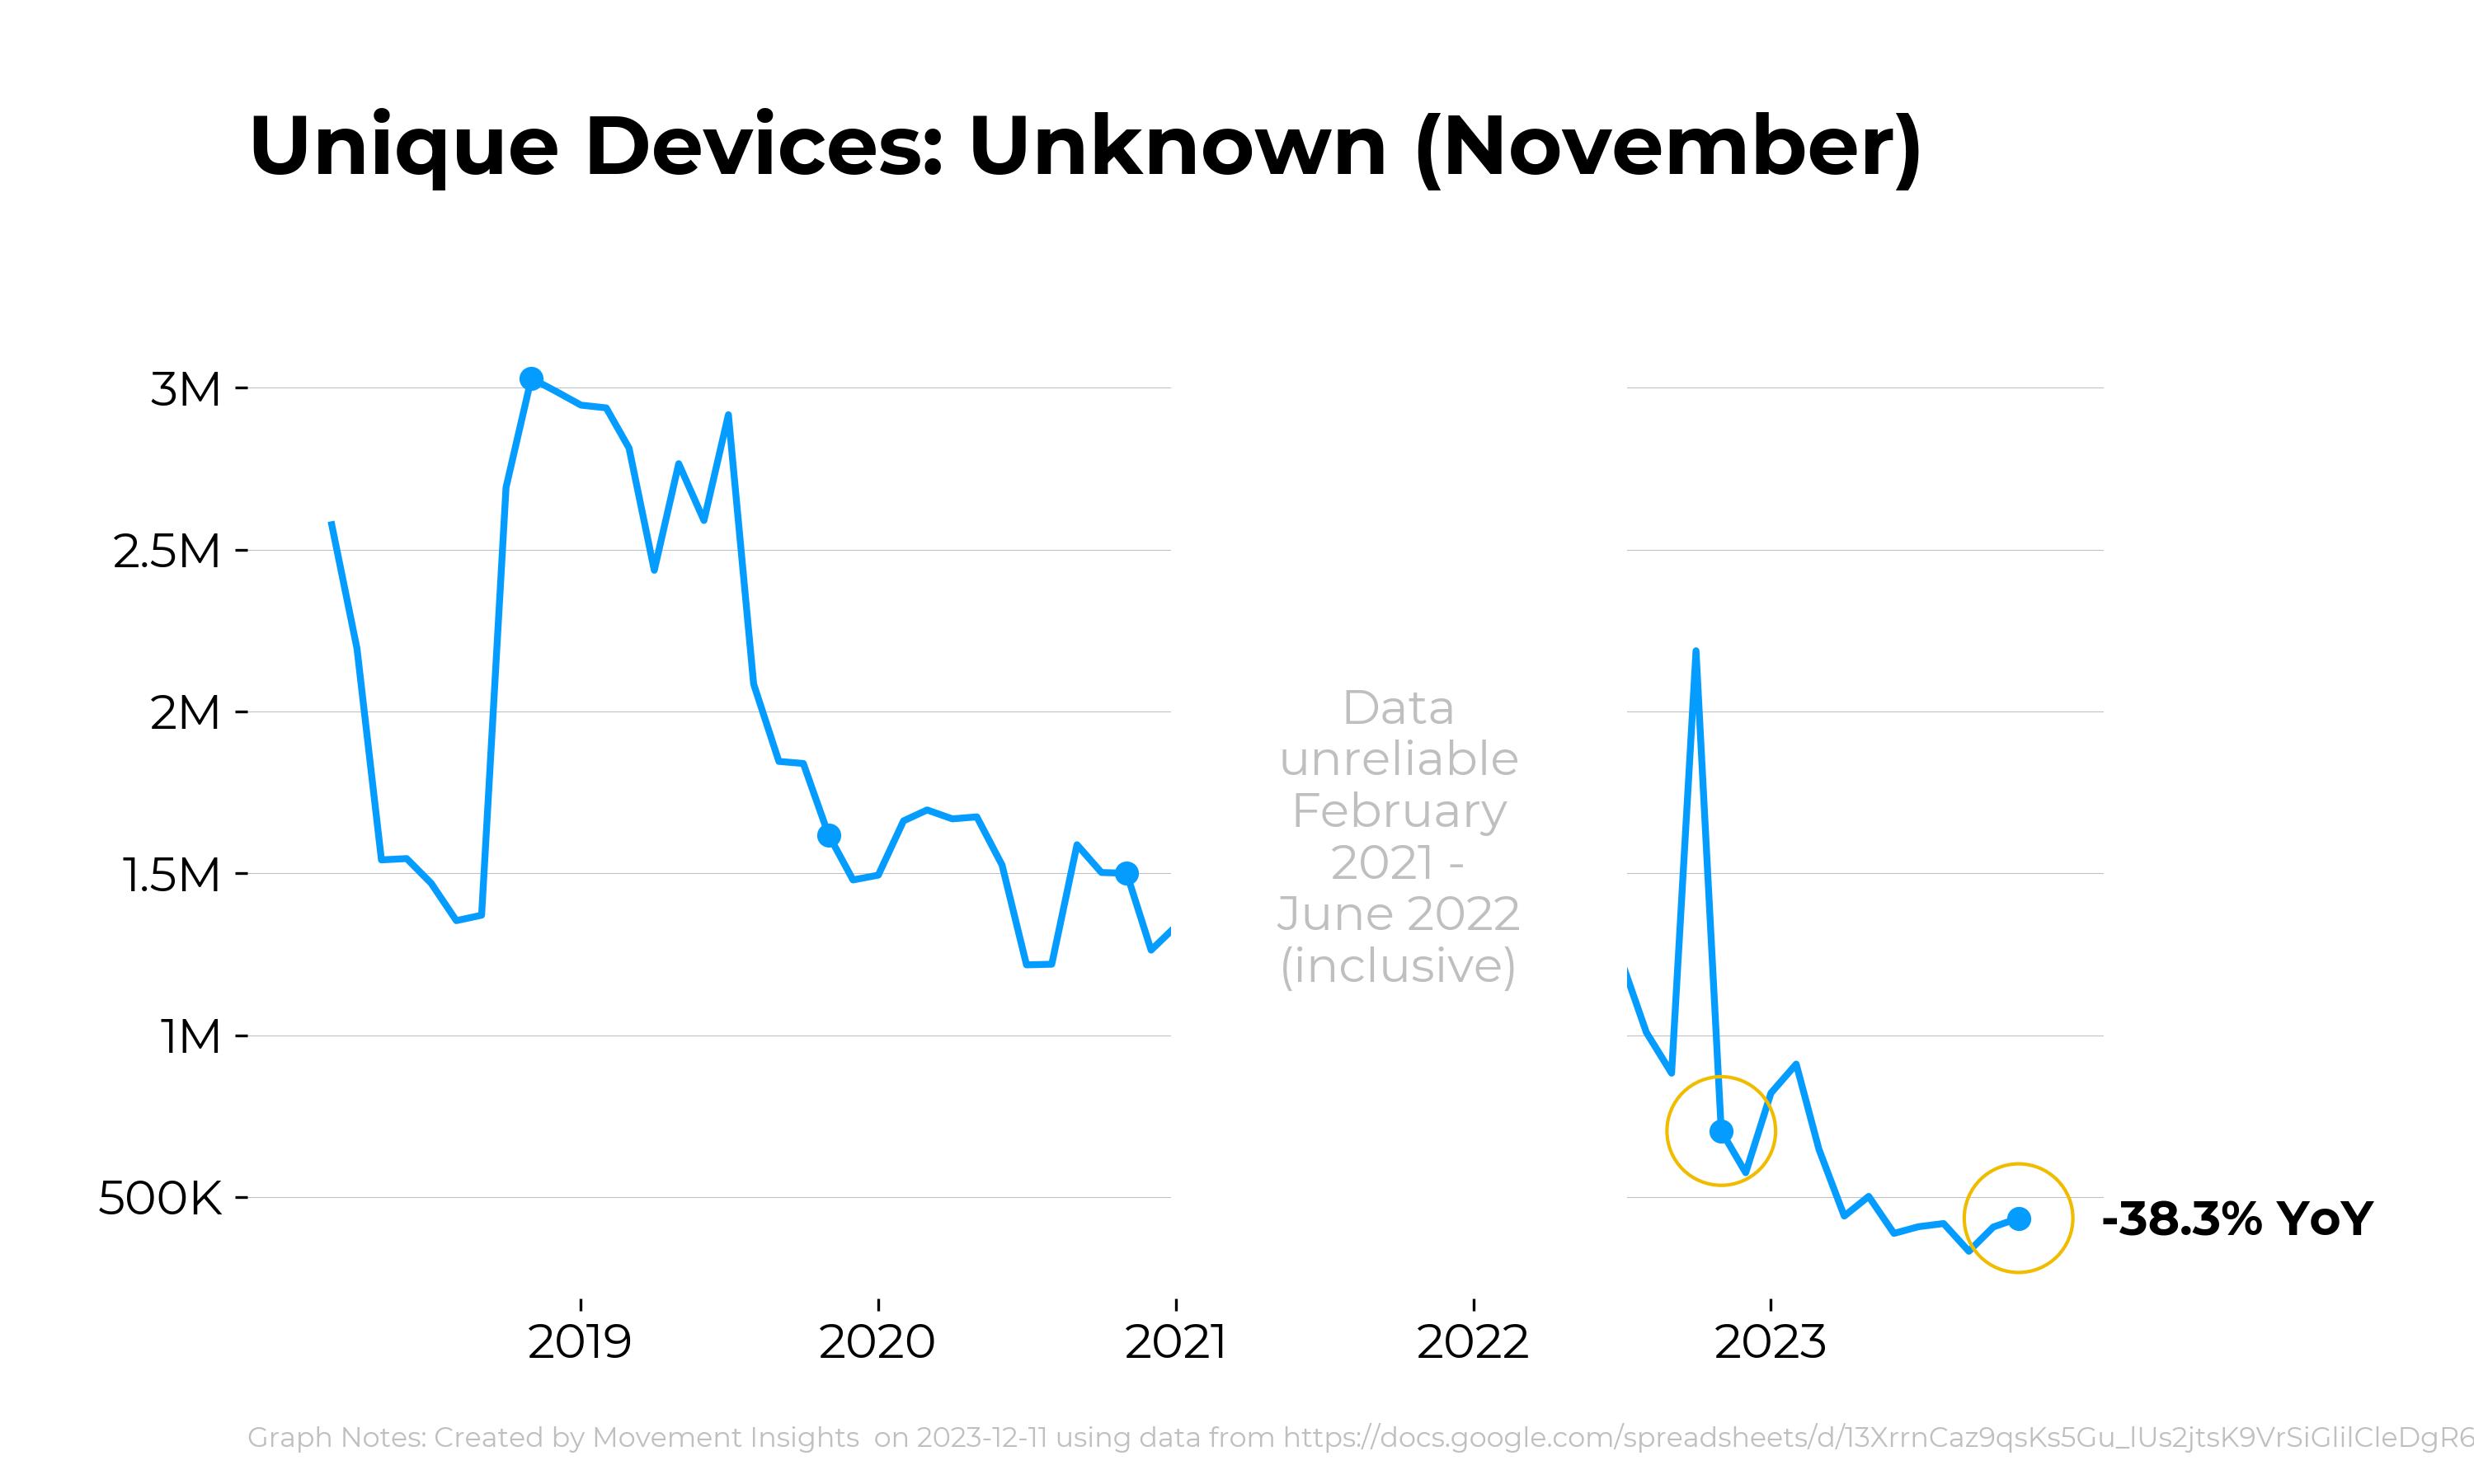 Unique Devices: Unknown (November)
3M
2.5M
2M
1.5M
1M
500K
Data
unreliable
February
2021 -
June 2022
(inclusive)
-38.3% YoY
2019
2020
2021
2022
2023
Graph Notes: Created by Movement Insights on 2023-12-11 using data from https://docs.google.com/spreadsheets/d/13XrrnCaz9qsKs5Gu_lUs2jtsK9VrSiGlilCleDgR6